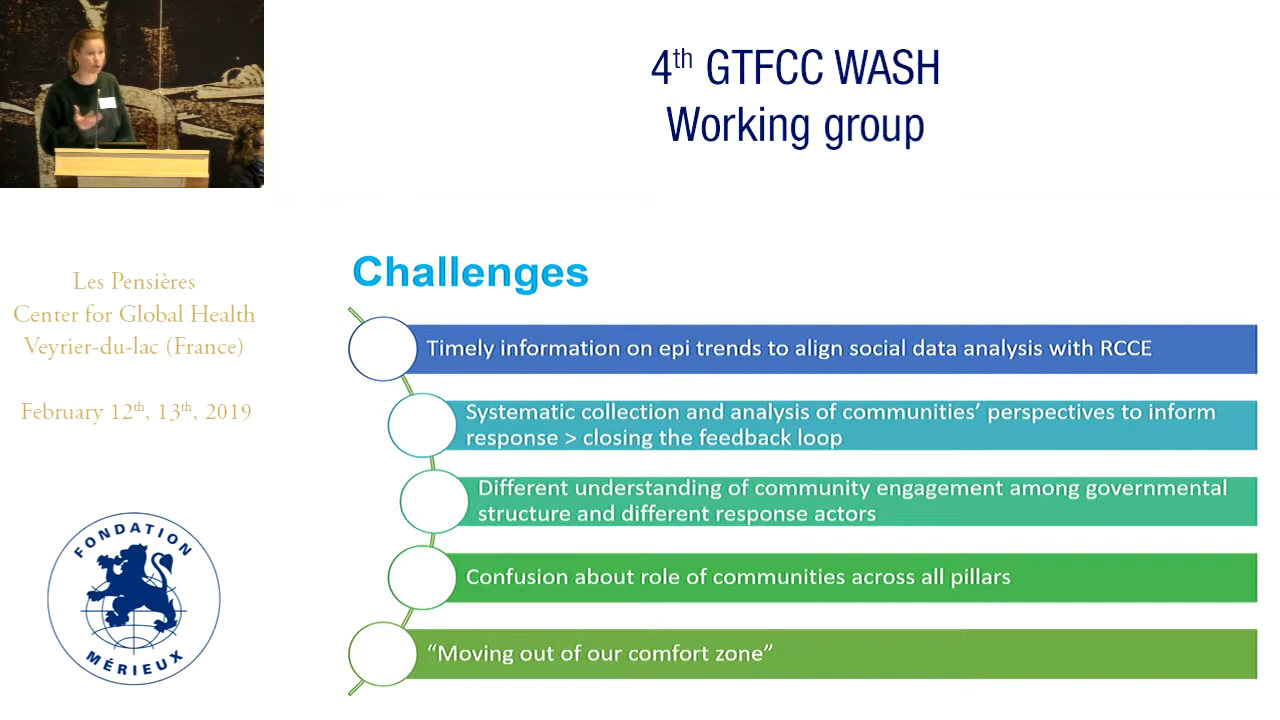 4th GTFCC WASH
Working group
Les Pensières
Center for Global Health
Veyrier-du-lac (France)
February 12th, 13th, 2019
FONDATION
MÉRIEUX
Challenges
Timely information on epi trends to align social data analysis with RCCE
Systematic collection and analysis of communities’ perspectives to inform
response > closing the feedback loop
Different understanding of community engagement among governmental
structure and different response actors
Confusion about role of communities across all pillars
“Moving out of our comfort zone”